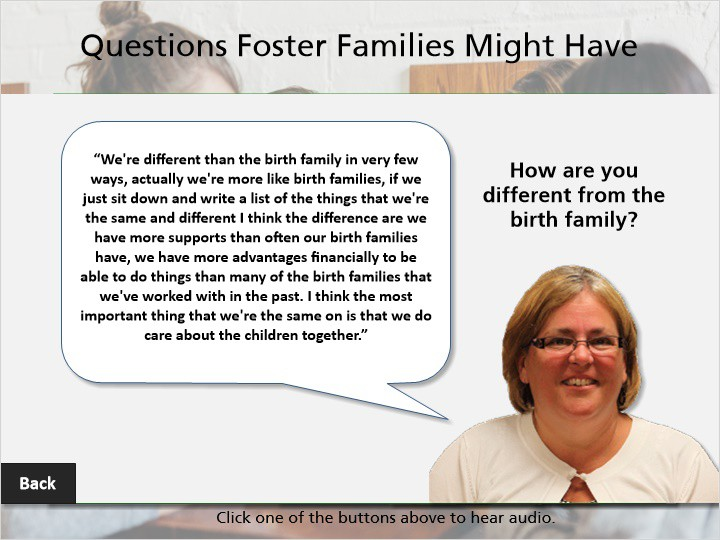 Questions Foster Families Might Have
“We're different than the birth family in very few
ways, actually we're more like birth families, if we
just sit down and write a list of the things that we're
the same and different I think the difference are we
have more supports than often our birth families
have, we have more advantages financially to be
able to do things than many of the birth families that
we've worked with in the past. I think the most
important thing that we're the same on is that we do
care about the children together.”
How are you
different from the
birth family?
Back
Click one of the buttons above to hear audio.